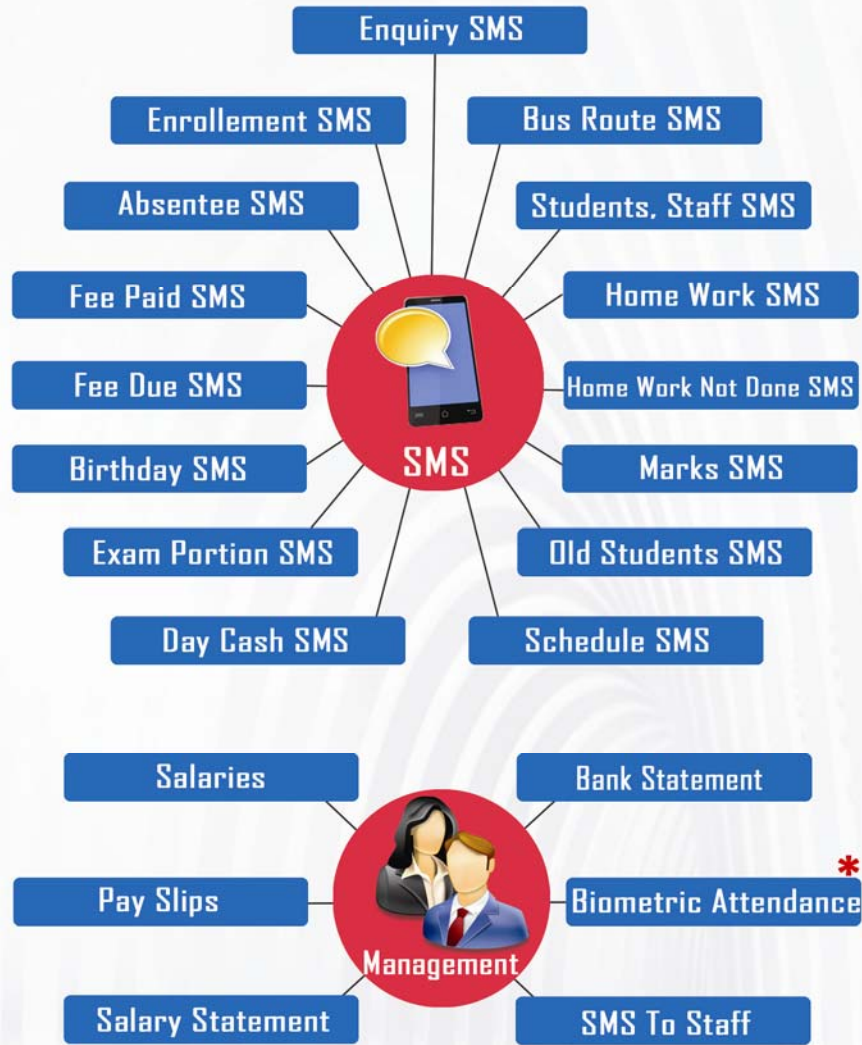 Enquiry SMS
Enrollement SMS
Bus Route SMS
Absentee SMS
Students, Staff SMS
Fee Paid SMS
Home Work SMS
Fee Due SMS
Home Work Not Done SMS
SMS
Birthday SMS
Marks SMS
Exam Portion SMS
Old Students SMS
Day Cash SMS
Schedule SMS
Salaries
Bank Statement
*
Pay Slips
Biometric Attendance
Management
Salary Statement
SMS To Staff